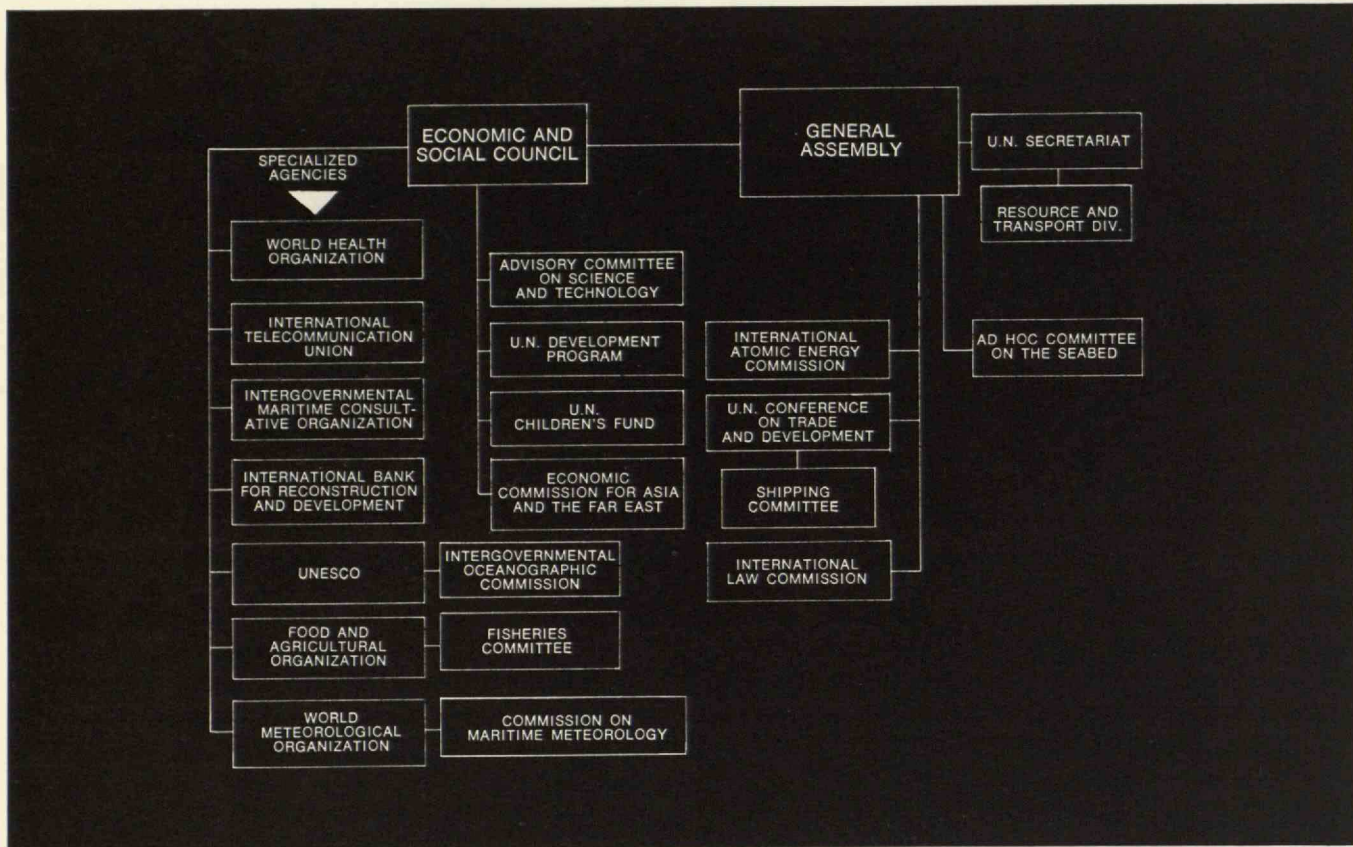 ECONOMIC AND
SOCIAL COUNCIL
GENERAL
ASSEMBLY
U.N. SECRETARIAT
RESOURCE AND
TRANSPORT DIV.
SPECIALIZED
AGENCIES
WORLD HEALTH
ORGANIZATION
INTERNATIONAL
TELECOMMUNICATION
UNION
INTERGOVERNMENTAL
MARITIME CONSULT-
ATIVE ORGANIZATION
INTERNATIONAL BANK
FOR RECONSTRUCTION
AND DEVELOPMENT
UNESCO
INTERGOVERNMENTAL
OCEANOGRAPHIC
COMMISSION
FOOD AND
AGRICULTURAL
ORGANIZATION
FISHERIES
COMMITTEE
WORLD
METEOROLOGICAL
ORGANIZATION
COMMISSION ON
MARITIME METEOROLOGY
ADVISORY COMMITTEE
ON SCIENCE
AND TECHNOLOGY
U.N. DEVELOPMENT
PROGRAM
U.N.
CHILDREN'S FUND
ECONOMIC
COMMISSION FOR ASIA
AND THE FAR EAST
INTERNATIONAL
ATOMIC ENERGY
COMMISSION
U.N. CONFERENCE
ON TRADE
AND DEVELOPMENT
SHIPPING
COMMITTEE
INTERNATIONAL
LAW COMMISSION
AD HOC COMMITTEE
ON THE SEABED